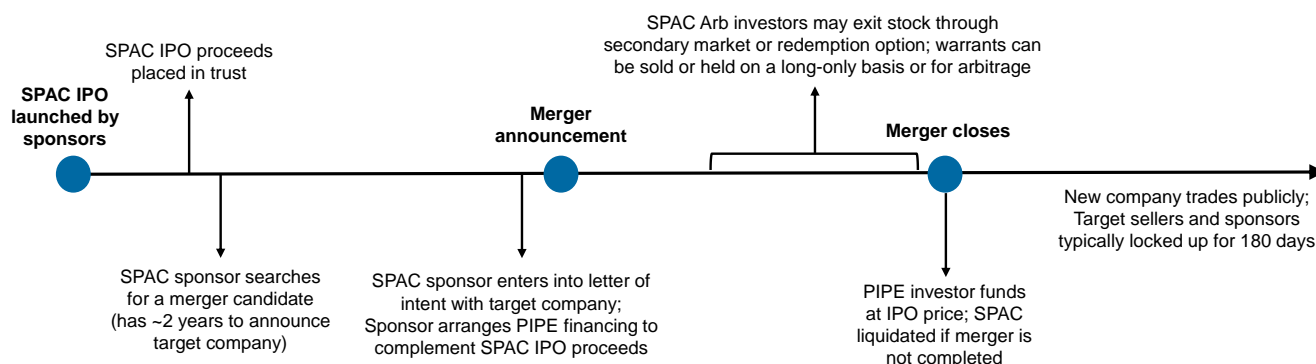 SPAC Arb investors may exit stock through
secondary market or redemption option; warrants can
be sold or held on a long-only basis or for arbitrage
SPAC IPO proceeds
placed in trust
SPAC IPO
launched by
sponsors
Merger
announcement
Merger closes
New company trades publicly;
Target sellers and sponsors
typically locked up for 180 days
SPAC sponsor searches
for a merger candidate
(has ~2 years to announce
target company)
SPAC sponsor enters into letter of
intent with target company;
Sponsor arranges PIPE financing to
complement SPAC IPO proceeds
PIPE investor funds
at IPO price; SPAC
liquidated if merger is
not completed